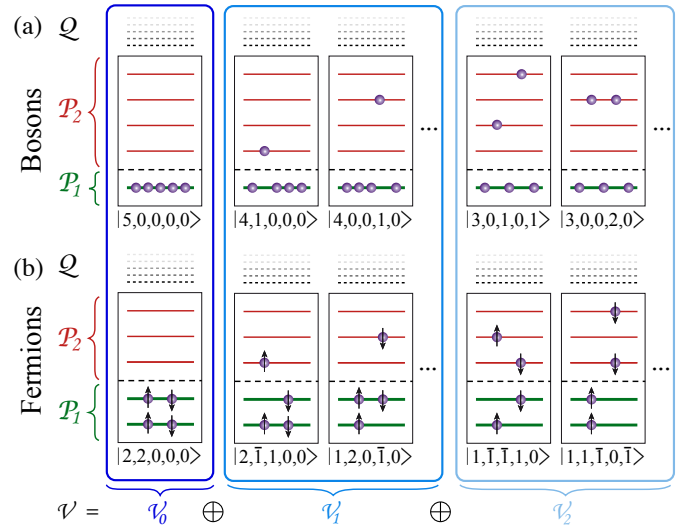 (a) Q
P₂
Bosons
...
...
P₁
|5,0,0,0,0⟩ |4,1,0,0,0⟩ |4,0,0,1,0⟩ |3,0,1,0,1⟩ |3,0,0,2,0⟩
(b) Q
P₂
Fermions
...
...
P₁
|2,2,0,0,0⟩ |2,1̄,1,0,0⟩ |1,2,0,1̄,0⟩ |1,1̄,1̄,1,0⟩ |1,1,1̄,0,1̄⟩
𝒱 = 𝒱₀ ⊕ 𝒱₁ ⊕ 𝒱₂